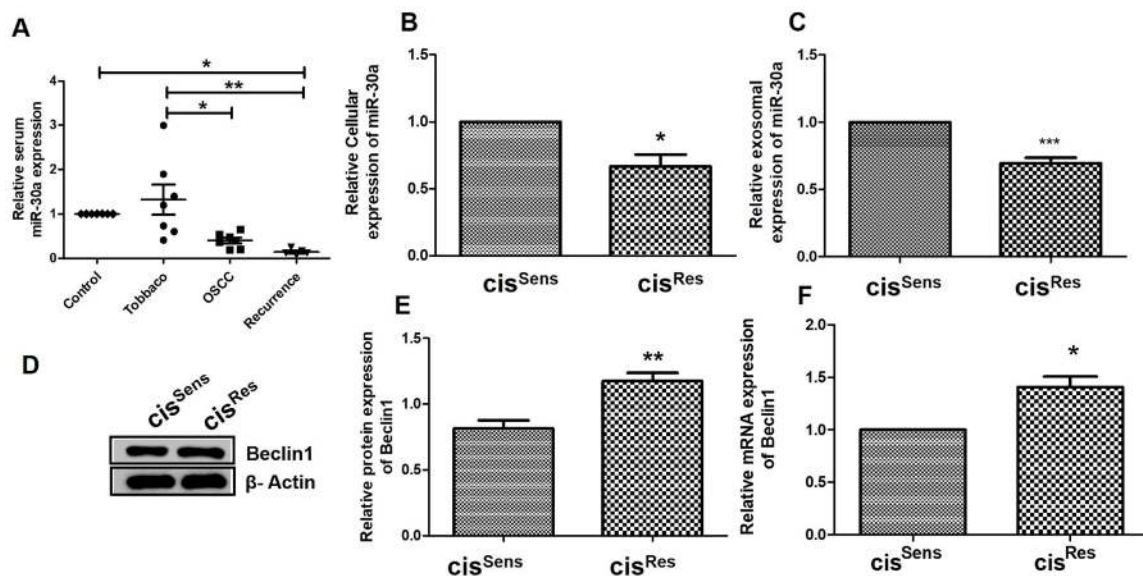 A
Relative serum
miR-30a expression
4
3
2
1
0
*
**
*
Control
Tobbaco
OSCC
Recurrence
B
Relative Cellular
expression of miR-30a
1.5
1.0
0.5
0.0
*
cisSens
cisRes
C
Relative exosomal
expression of miR-30a
1.5
1.0
0.5
0.0
***
cisSens
cisRes
D
cisSens
cisRes
Beclin1
β- Actin
E
Relative protein expression
of Beclin1
1.5
1.0
0.5
0.0
**
cisSens
cisRes
F
Relative mRNA expression
of Beclin1
2.0
1.5
1.0
0.5
0.0
*
cisSens
cisRes